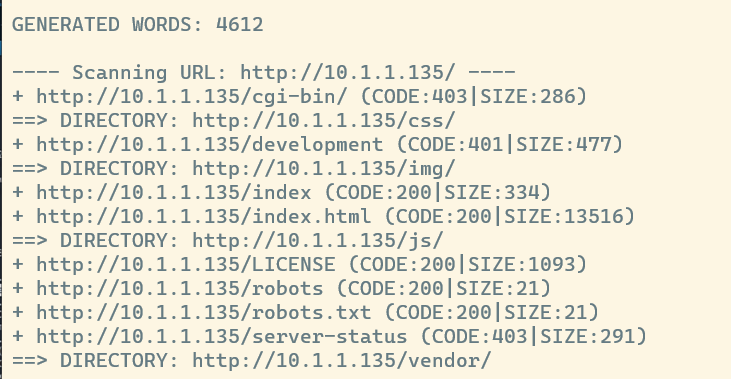 GENERATED WORDS: 4612
---- Scanning URL: http://10.1.1.135/ ----
+ http://10.1.1.135/cgi-bin/ (CODE:403|SIZE:286)
==> DIRECTORY: http://10.1.1.135/css/
+ http://10.1.1.135/development (CODE:401|SIZE:477)
==> DIRECTORY: http://10.1.1.135/img/
+ http://10.1.1.135/index (CODE:200|SIZE:334)
+ http://10.1.1.135/index.html (CODE:200|SIZE:13516)
==> DIRECTORY: http://10.1.1.135/js/
+ http://10.1.1.135/LICENSE (CODE:200|SIZE:1093)
+ http://10.1.1.135/robots (CODE:200|SIZE:21)
+ http://10.1.1.135/robots.txt (CODE:200|SIZE:21)
+ http://10.1.1.135/server-status (CODE:403|SIZE:291)
==> DIRECTORY: http://10.1.1.135/vendor/